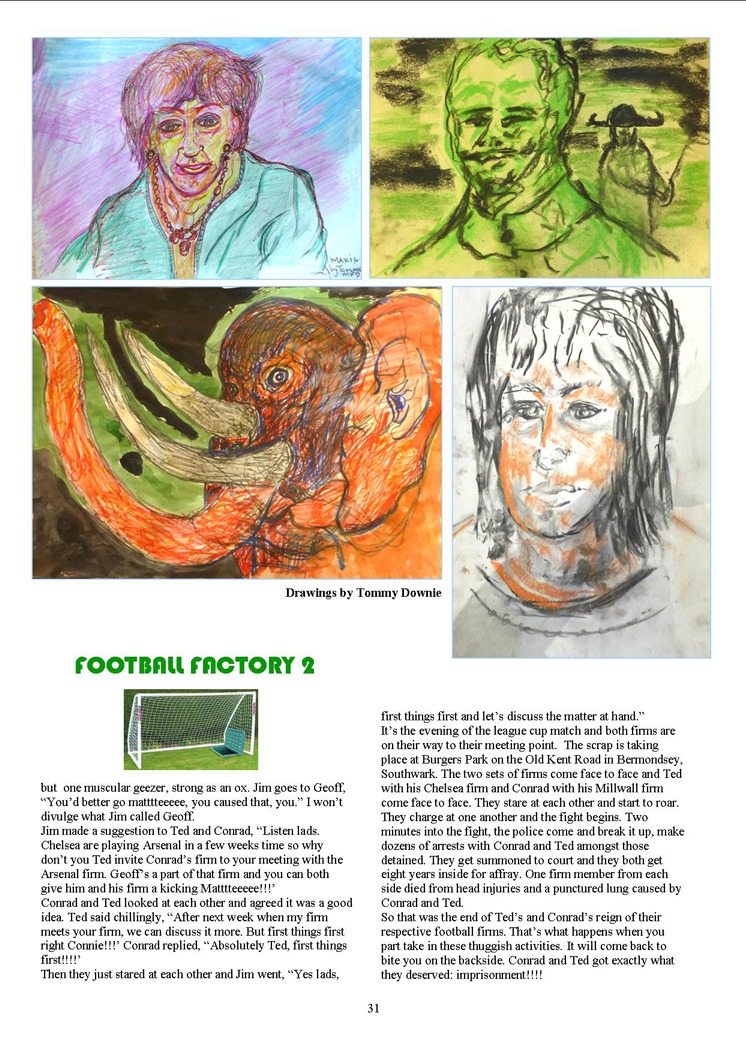 MARIA
by Tommy
Drawings by Tommy Downie
FOOTBALL FACTORY 2
but  one muscular geezer, strong as an ox. Jim goes to Geoff,
“You’d better go mattteeeee, you caused that, you.” I won’t
divulge what Jim called Geoff.
Jim made a suggestion to Ted and Conrad, “Listen lads.
Chelsea are playing Arsenal in a few weeks time so why
don’t you Ted invite Conrad’s firm to your meeting with the
Arsenal firm. Geoff’s a part of that firm and you can both
give him and his firm a kicking Matttteeeee!!!’
Conrad and Ted looked at each other and agreed it was a good
idea. Ted said chillingly, “After next week when my firm
meets your firm, we can discuss it more. But first things first
right Connie!!!’ Conrad replied, “Absolutely Ted, first things
first!!!!’
Then they just stared at each other and Jim went, “Yes lads,
first things first and let’s discuss the matter at hand.”
It’s the evening of the league cup match and both firms are
on their way to their meeting point.  The scrap is taking
place at Burgers Park on the Old Kent Road in Bermondsey,
Southwark. The two sets of firms come face to face and Ted
with his Chelsea firm and Conrad with his Millwall firm
come face to face. They stare at each other and start to roar.
They charge at one another and the fight begins. Two
minutes into the fight, the police come and break it up, make
dozens of arrests with Conrad and Ted amongst those
detained. They get summoned to court and they both get
eight years inside for affray. One firm member from each
side died from head injuries and a punctured lung caused by
Conrad and Ted.
So that was the end of Ted’s and Conrad’s reign of their
respective football firms. That’s what happens when you
part take in these thuggish activities. It will come back to
bite you on the backside. Conrad and Ted got exactly what
they deserved: imprisonment!!!!
31